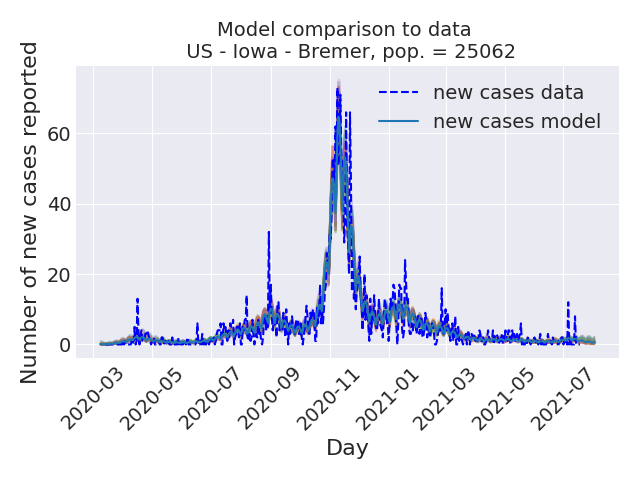 Model comparison to data
US - Iowa - Bremer, pop. = 25062
Number of new cases reported
60
40
20
0
new cases data
new cases model
2020-03
2020-05
2020-07
2020-09
2020-11
2021-01
2021-03
2021-05
2021-07
Day